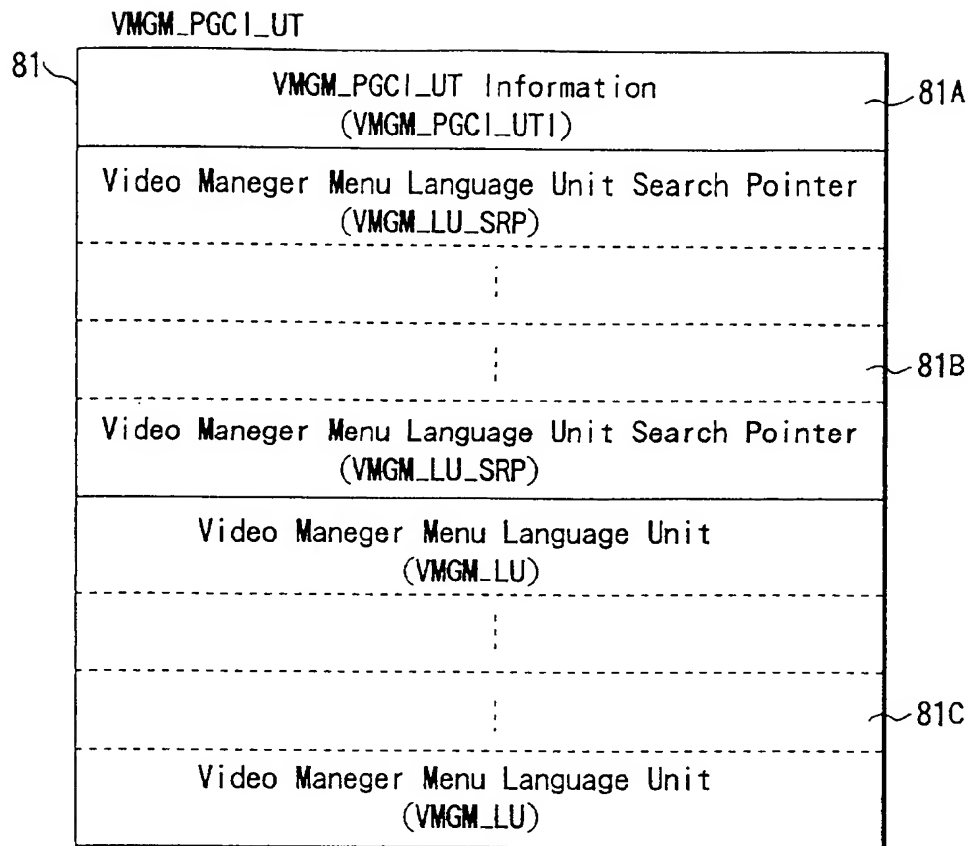 VMGM_PGCI_UT
81
VMGM_PGCI_UT Information
(VMGM_PGCI_UTI)
81A
Video Maneger Menu Language Unit Search Pointer
(VMGM_LU_SRP)
81B
Video Maneger Menu Language Unit Search Pointer
(VMGM_LU_SRP)
Video Maneger Menu Language Unit
(VMGM_LU)
81C
Video Maneger Menu Language Unit
(VMGM_LU)